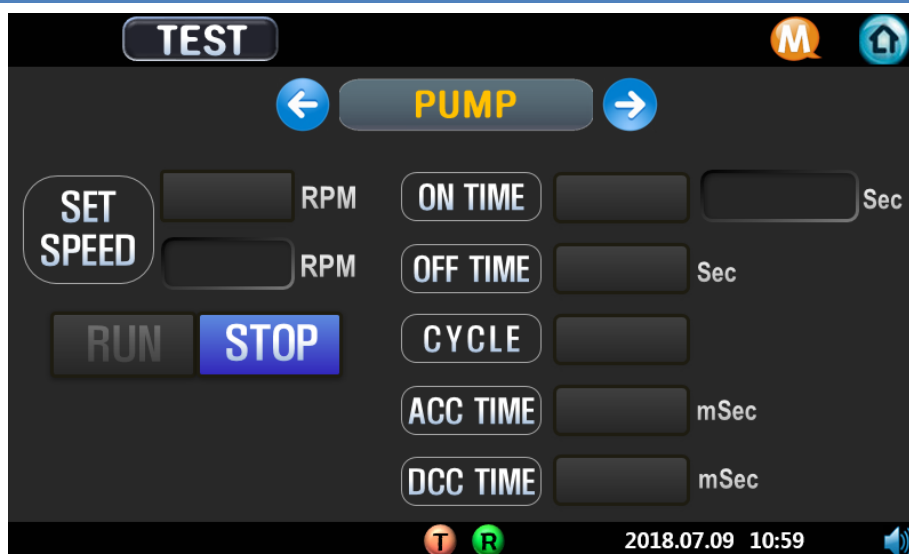 TEST M
PUMP
SET SPEED
RPM
RPM
RUN STOP
ON TIME Sec
OFF TIME Sec
CYCLE
ACC TIME mSec
DCC TIME mSec
T R 2018.07.09 10:59